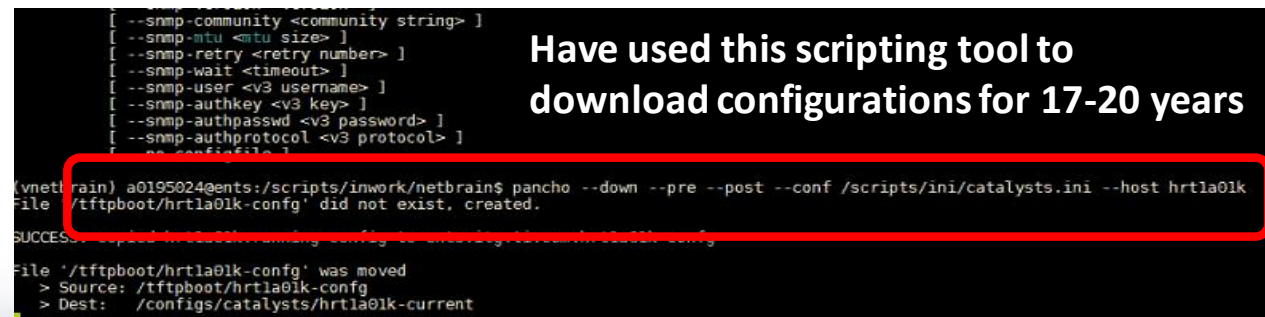 [ --snmp-community <community string> ]
[ --snmp-mtu <mtu size> ]
[ --snmp-retry <retry number> ]
[ --snmp-wait <timeout> ]
[ --snmp-user <v3 username> ]
[ --snmp-authkey <v3 key> ]
[ --snmp-authpasswd <v3 password> ]
[ --snmp-authprotocol <v3 protocol> ]
Have used this scripting tool to
download configurations for 17-20 years
(vnetbrain) a0195024@ents:/scripts/inwork/netbrain$ pancho --down --pre --post --conf /scripts/ini/catalysts.ini --host hrt1a01k
File '/tftpboot/hrt1a01k-confg' did not exist, created.
SUCCESS:
File '/tftpboot/hrt1a01k-confg' was moved
> Source: /tftpboot/hrt1a01k-confg
> Dest: /configs/catalysts/hrt1a01k-current